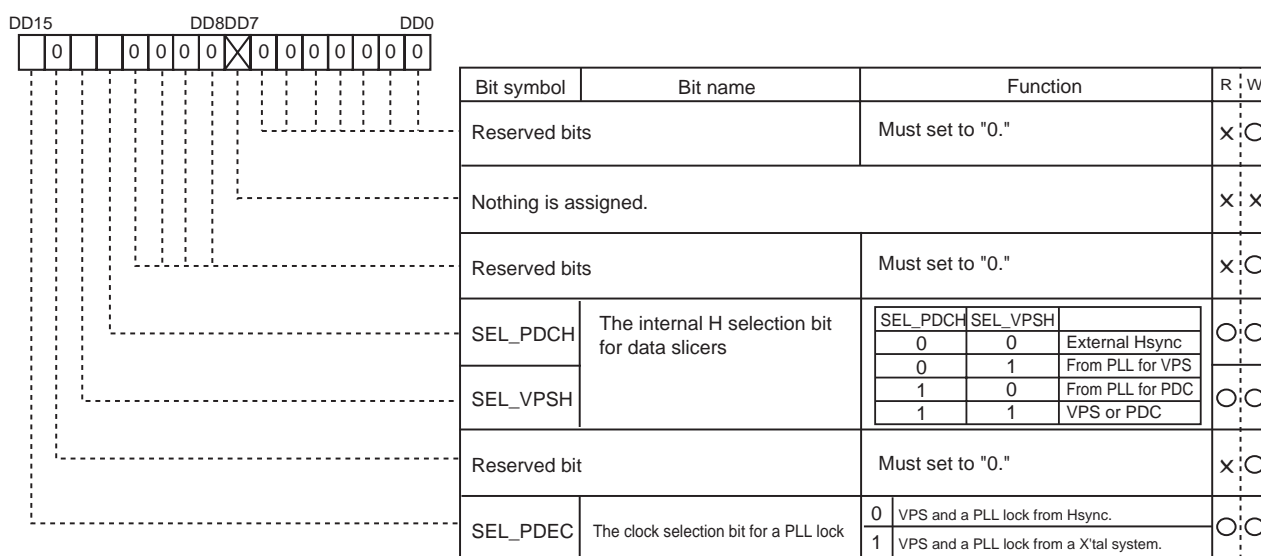 DD15 DD8DD7 DD0
0 0 0 0 0 0 0 0 0 0 0 0
Bit symbol Bit name Function R W
Reserved bits Must set to "0." × ○
Nothing is assigned. × ×
Reserved bits Must set to "0." × ○
SEL_PDCH The internal H selection bit
for data slicers
SEL_PDCH SEL_VPSH
0 0 External Hsync
0 1 From PLL for VPS
1 0 From PLL for PDC
1 1 VPS or PDC
○ ○
SEL_VPSH ○ ○
Reserved bit Must set to "0." × ○
SEL_PDEC The clock selection bit for a PLL lock
0 VPS and a PLL lock from Hsync.
1 VPS and a PLL lock from a X'tal system.
○ ○